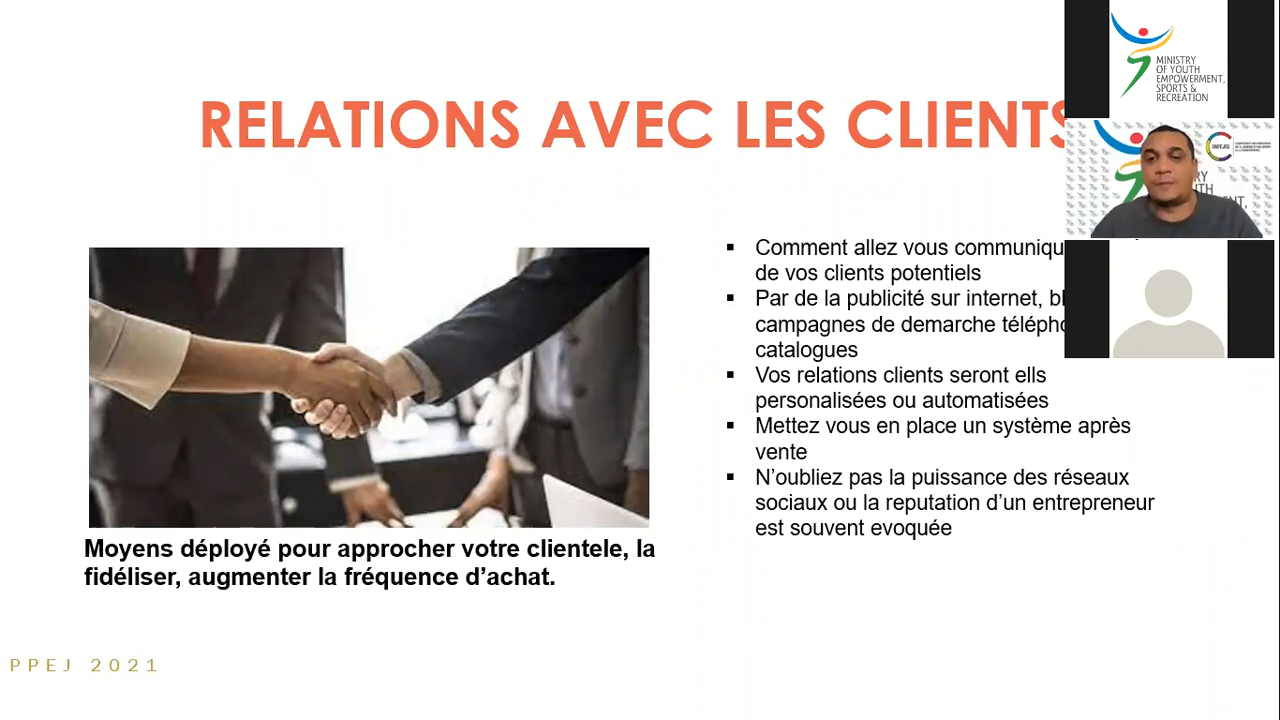 RELATIONS AVEC LES CLIENTS
MINISTRY
OF YOUTH
EMPOWERMENT,
SPORTS &
RECREATION
Comment allez vous
de vos clients potentiels
Par de la publicité sur internet,
campagnes de demarche
catalogues
Vos relations clients seront ells
personalisées ou automatisées
Mettez vous en place un système après
vente
N'oubliez pas la puissance des réseaux
sociaux ou la reputation d'un entrepreneur
est souvent evoquée
Moyens déployé pour approcher votre clientele, la
fidéliser, augmenter la fréquence d'achat.
PPEJ 2021